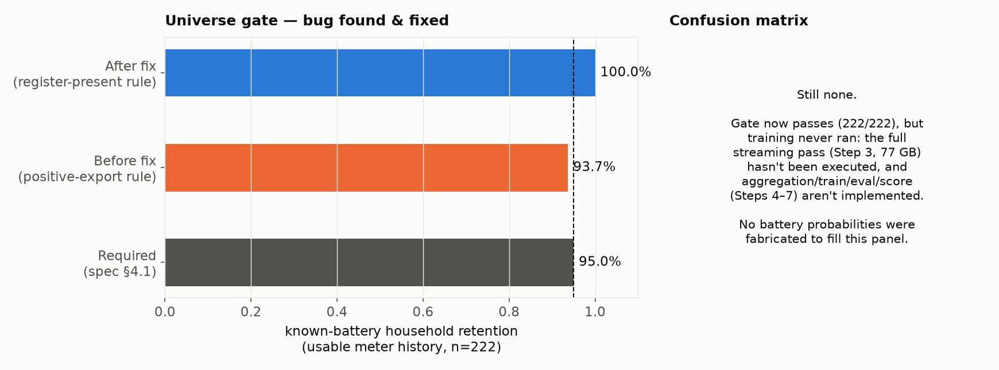 Universe gate — bug found & fixed
After fix
(register-present rule)
100.0%
Before fix
(positive-export rule)
93.7%
Required
(spec §4.1)
95.0%
0.0
0.2
0.4
0.6
0.8
1.0
known-battery household retention
(usable meter history, n=222)
Confusion matrix
Still none.
Gate now passes (222/222), but
training never ran: the full
streaming pass (Step 3, 77 GB)
hasn't been executed, and
aggregation/train/eval/score
(Steps 4–7) aren't implemented.
No battery probabilities were
fabricated to fill this panel.